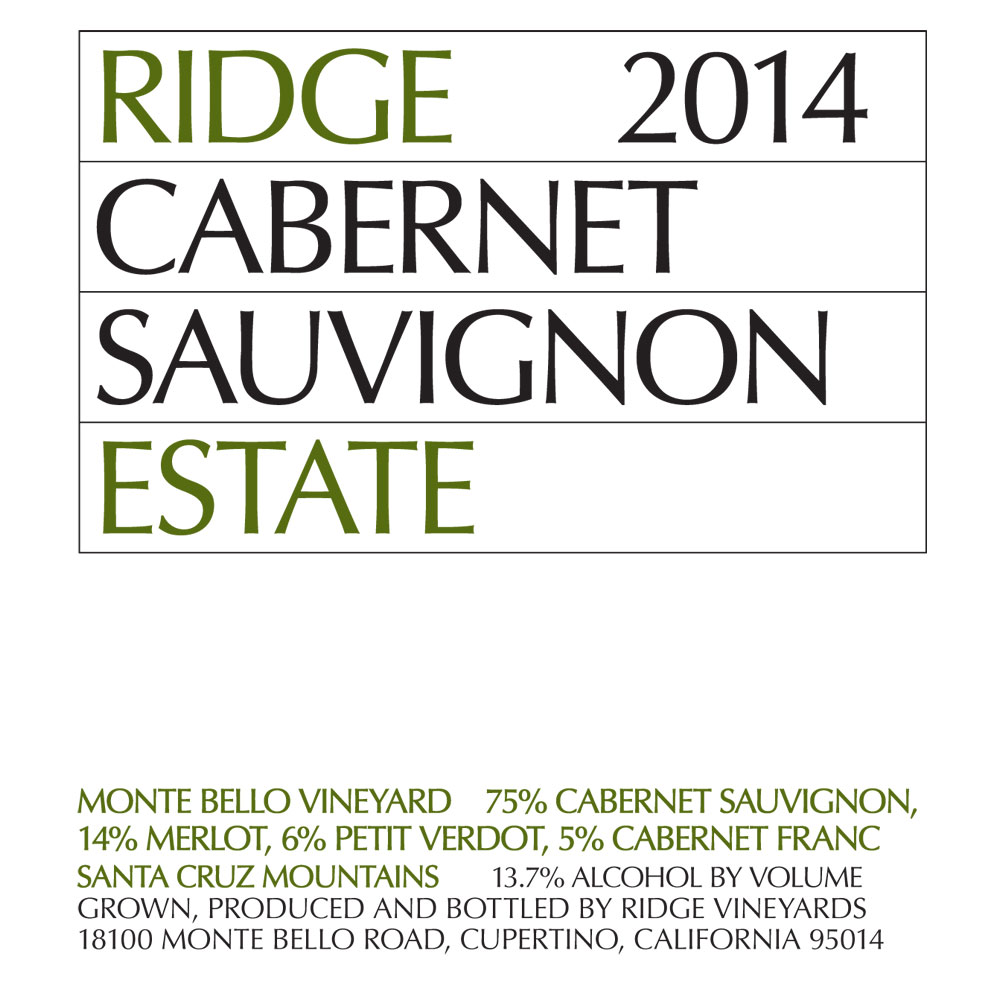 RIDGE 2014
CABERNET
SAUVIGNON
ESTATE
MONTE BELLO VINEYARD 75% CABERNET SAUVIGNON,
14% MERLOT, 6% PETIT VERDOT, 5% CABERNET FRANC
SANTA CRUZ MOUNTAINS 13.7% ALCOHOL BY VOLUME
GROWN, PRODUCED AND BOTTLED BY RIDGE VINEYARDS
18100 MONTE BELLO ROAD, CUPERTINO, CALIFORNIA 95014